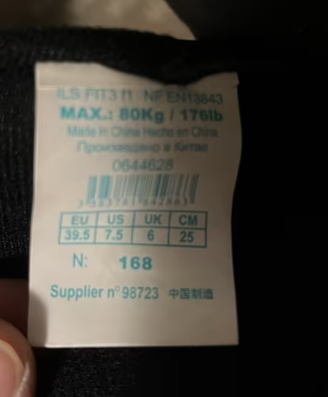 ILS FIT3 f1 NF EN13843
MAX.: 80Kg / 176lb
Made in China Hecho en China
Произведено в Китае
0644628
EU US UK CM
39.5 7.5 6 25
N: 168
Supplier n° 98723 中国制造